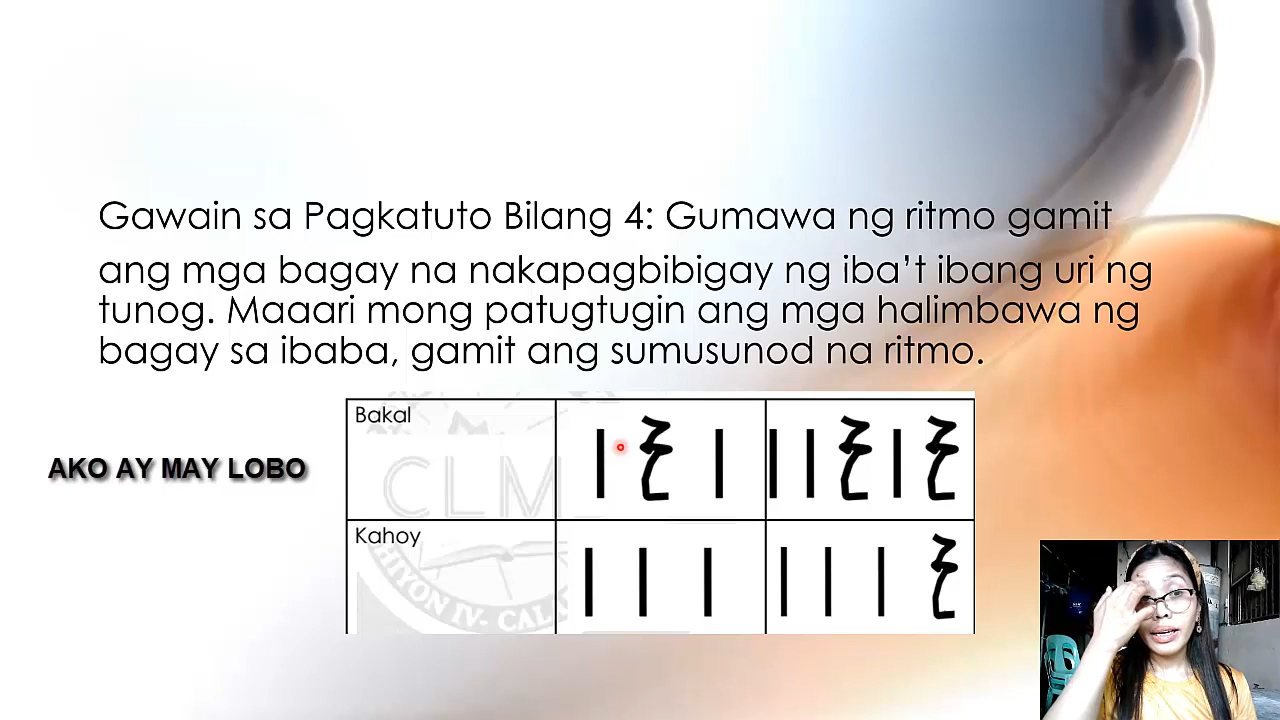 Gawain sa Pagkatuto Bilang 4: Gumawa ng ritmo gamit
ang mga bagay na nakapagbibigay ng iba't ibang uri ng
tunog. Maaari mong patugtugin ang mga halimbawa ng
bagay sa ibaba, gamit ang sumusunod na ritmo.
Bakal
AKO AY MAY LOBO
CLM
Kahoy